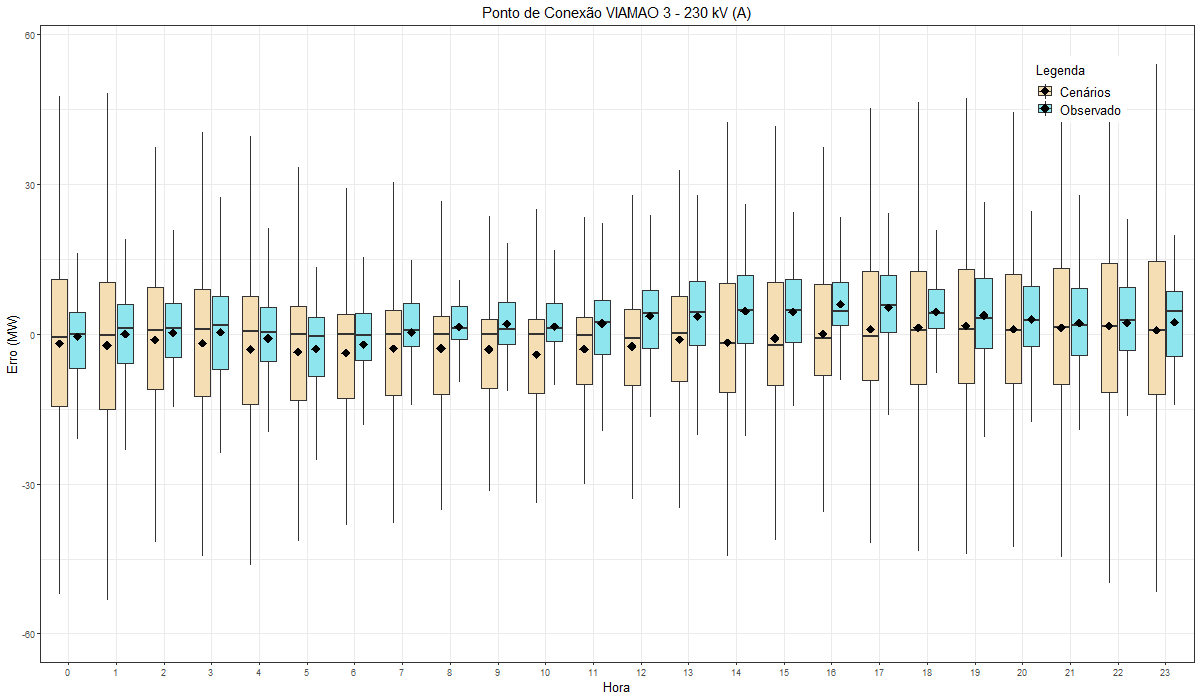 Ponto de Conexão VIAMAO 3 - 230 kV (A)
Legenda
Cenários
Observado
Erro (MW)
60
30
0
-30
-60
0 1 2 3 4 5 6 7 8 9 10 11 12 13 14 15 16 17 18 19 20 21 22 23
Hora